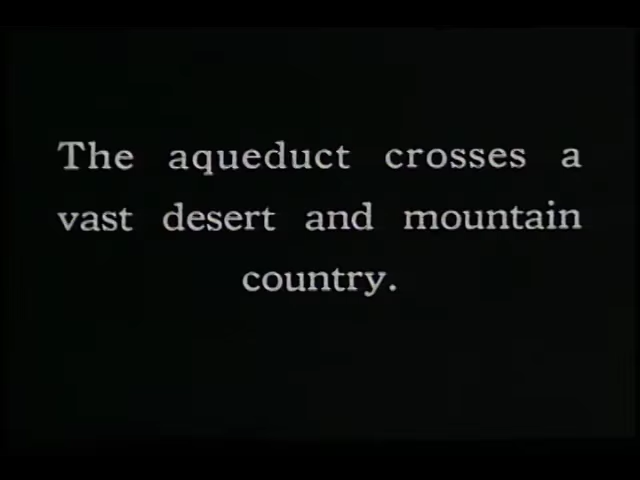 The aqueduct crosses a
vast desert and mountain
country.